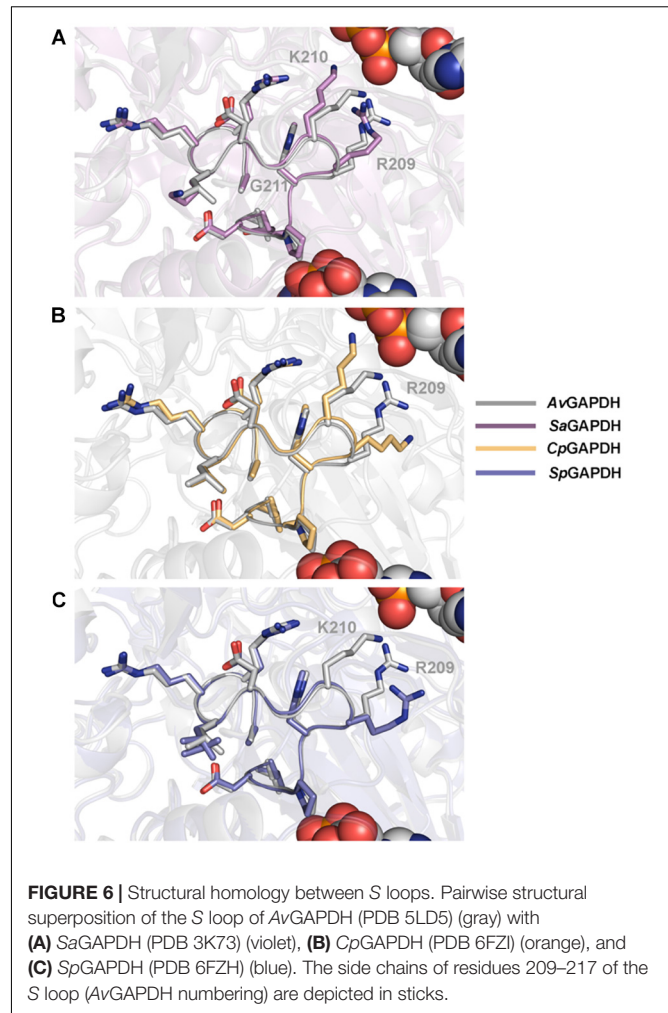 A
K210
R209
G211
B
R209
AvGAPDH
SaGAPDH
CpGAPDH
SpGAPDH
C
K210
R209
FIGURE 6 | Structural homology between S loops. Pairwise structural
superposition of the S loop of AvGAPDH (PDB 5LD5) (gray) with
(A) SaGAPDH (PDB 3K73) (violet), (B) CpGAPDH (PDB 6FZI) (orange), and
(C) SpGAPDH (PDB 6FZH) (blue). The side chains of residues 209–217 of the
S loop (AvGAPDH numbering) are depicted in sticks.